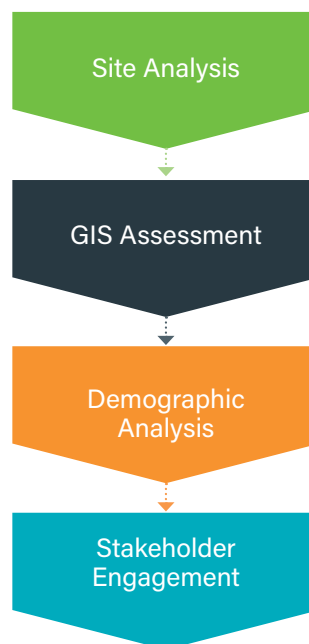 Site Analysis
GIS Assessment
Demographic
Analysis
Stakeholder
Engagement